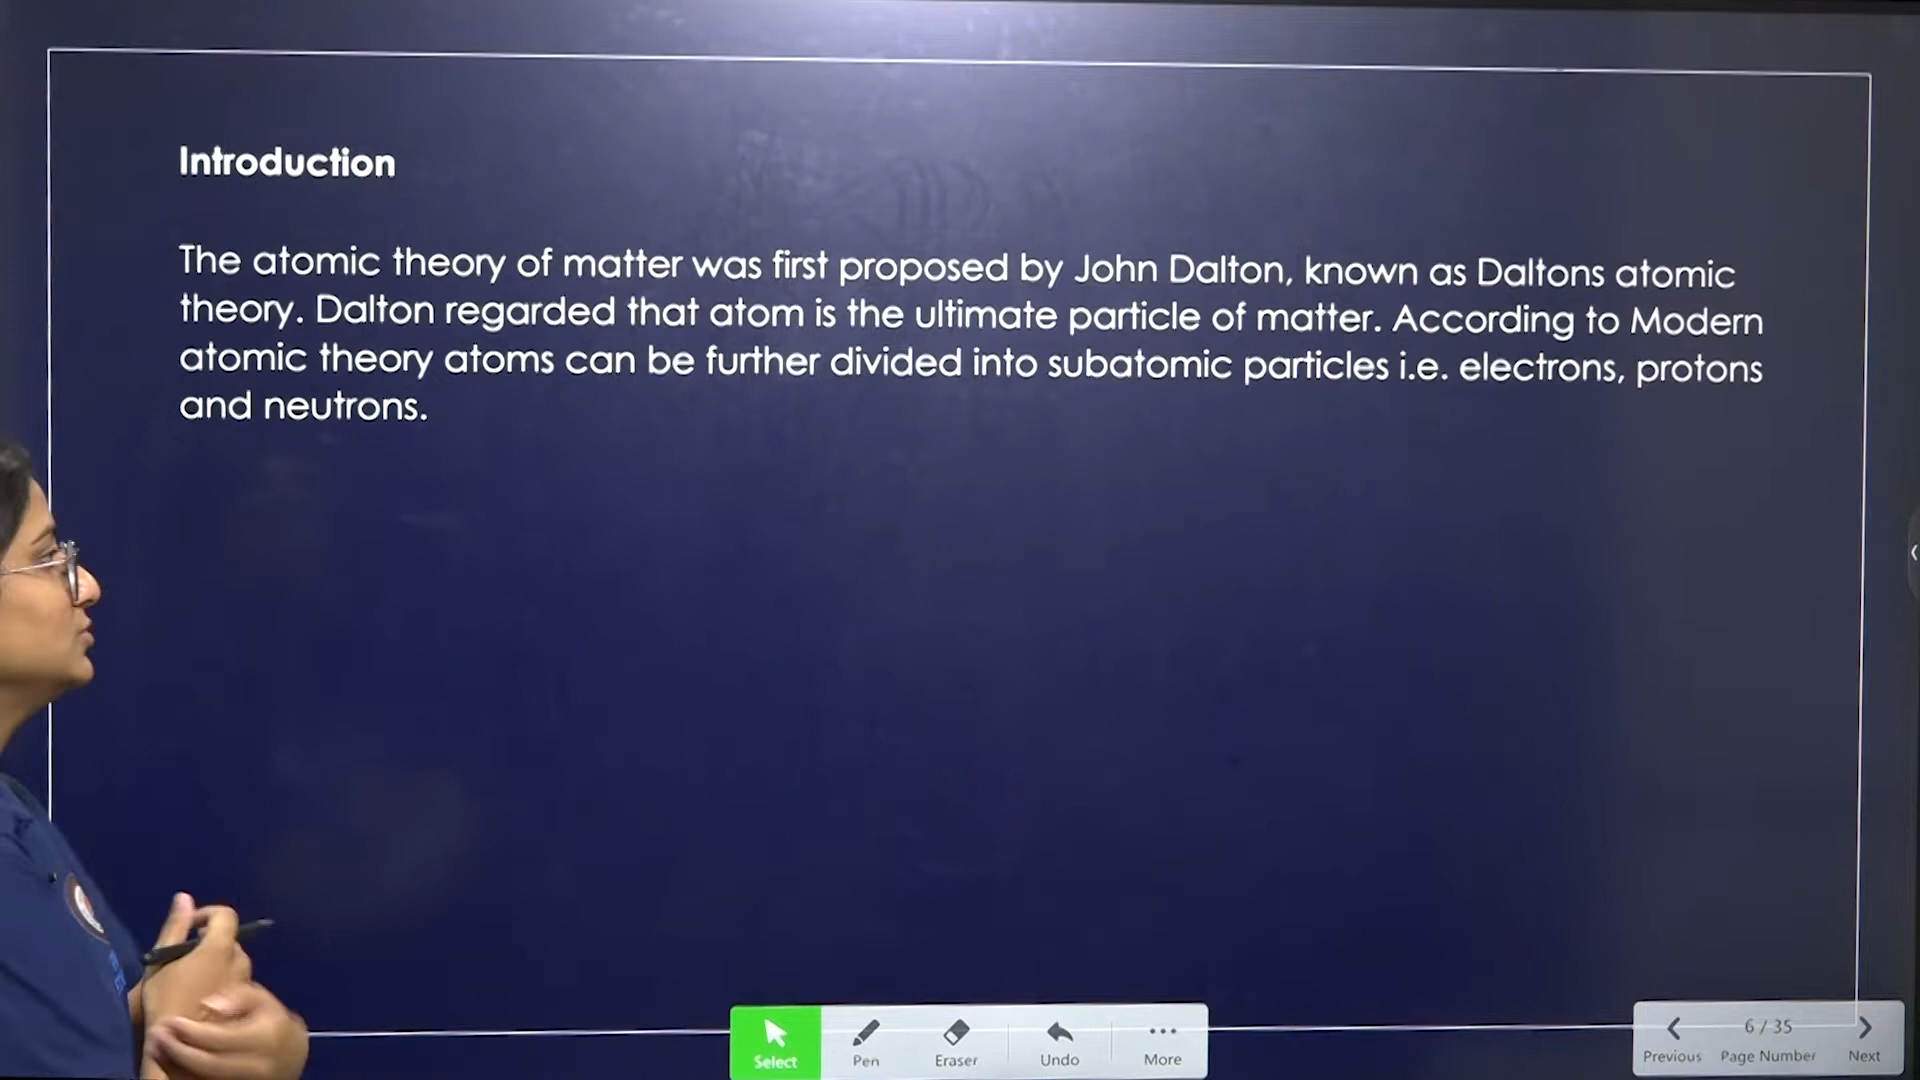 Introduction
The atomic theory of matter was first proposed by John Dalton, known as Daltons atomic
theory. Dalton regarded that atom is the ultimate particle of matter. According to Modern
atomic theory atoms can be further divided into subatomic particles i.e. electrons, protons
and neutrons.
Select
Pen
Eraser
Undo
More
6 / 35
Previous
Page Number
Next